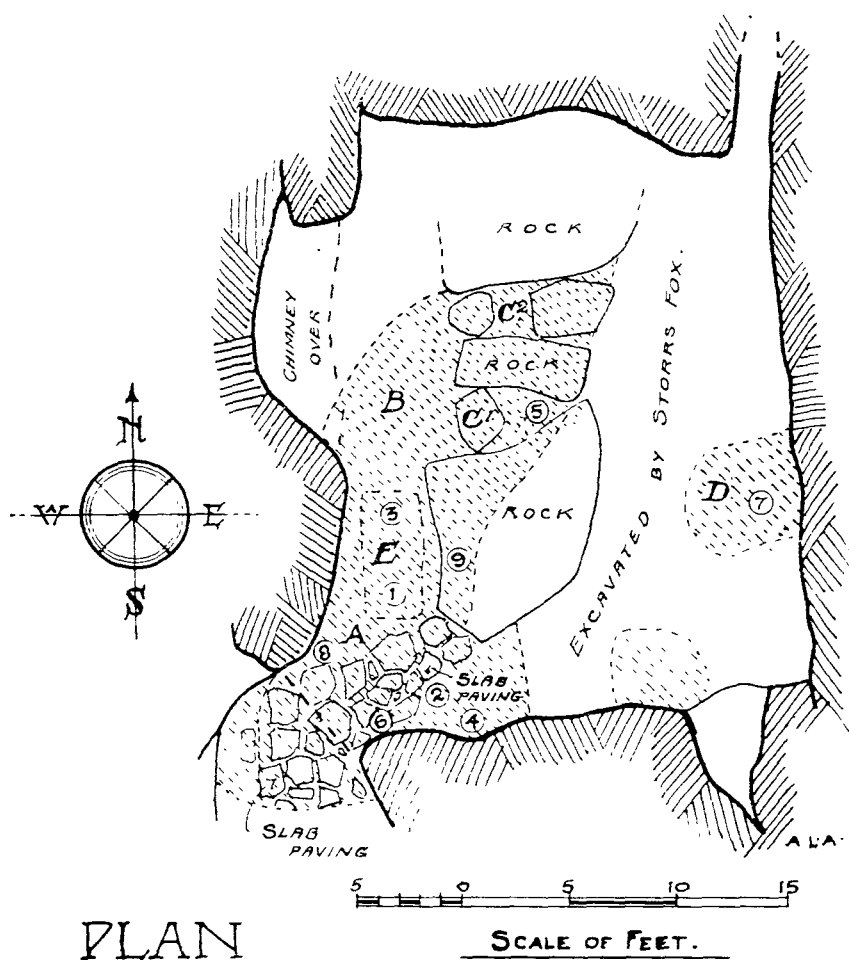 ROCK
CHIMNEY
OVER
C²
ROCK
B
C¹
5
EXCAVATED BY STORRS FOX.
N
W E
S
D
7
3
E
1
ROCK
9
A
8
SLAB
PAVING
2
6
4
SLAB
PAVING
A.L.A.
5 0 5 10 15
PLAN
SCALE OF FEET.